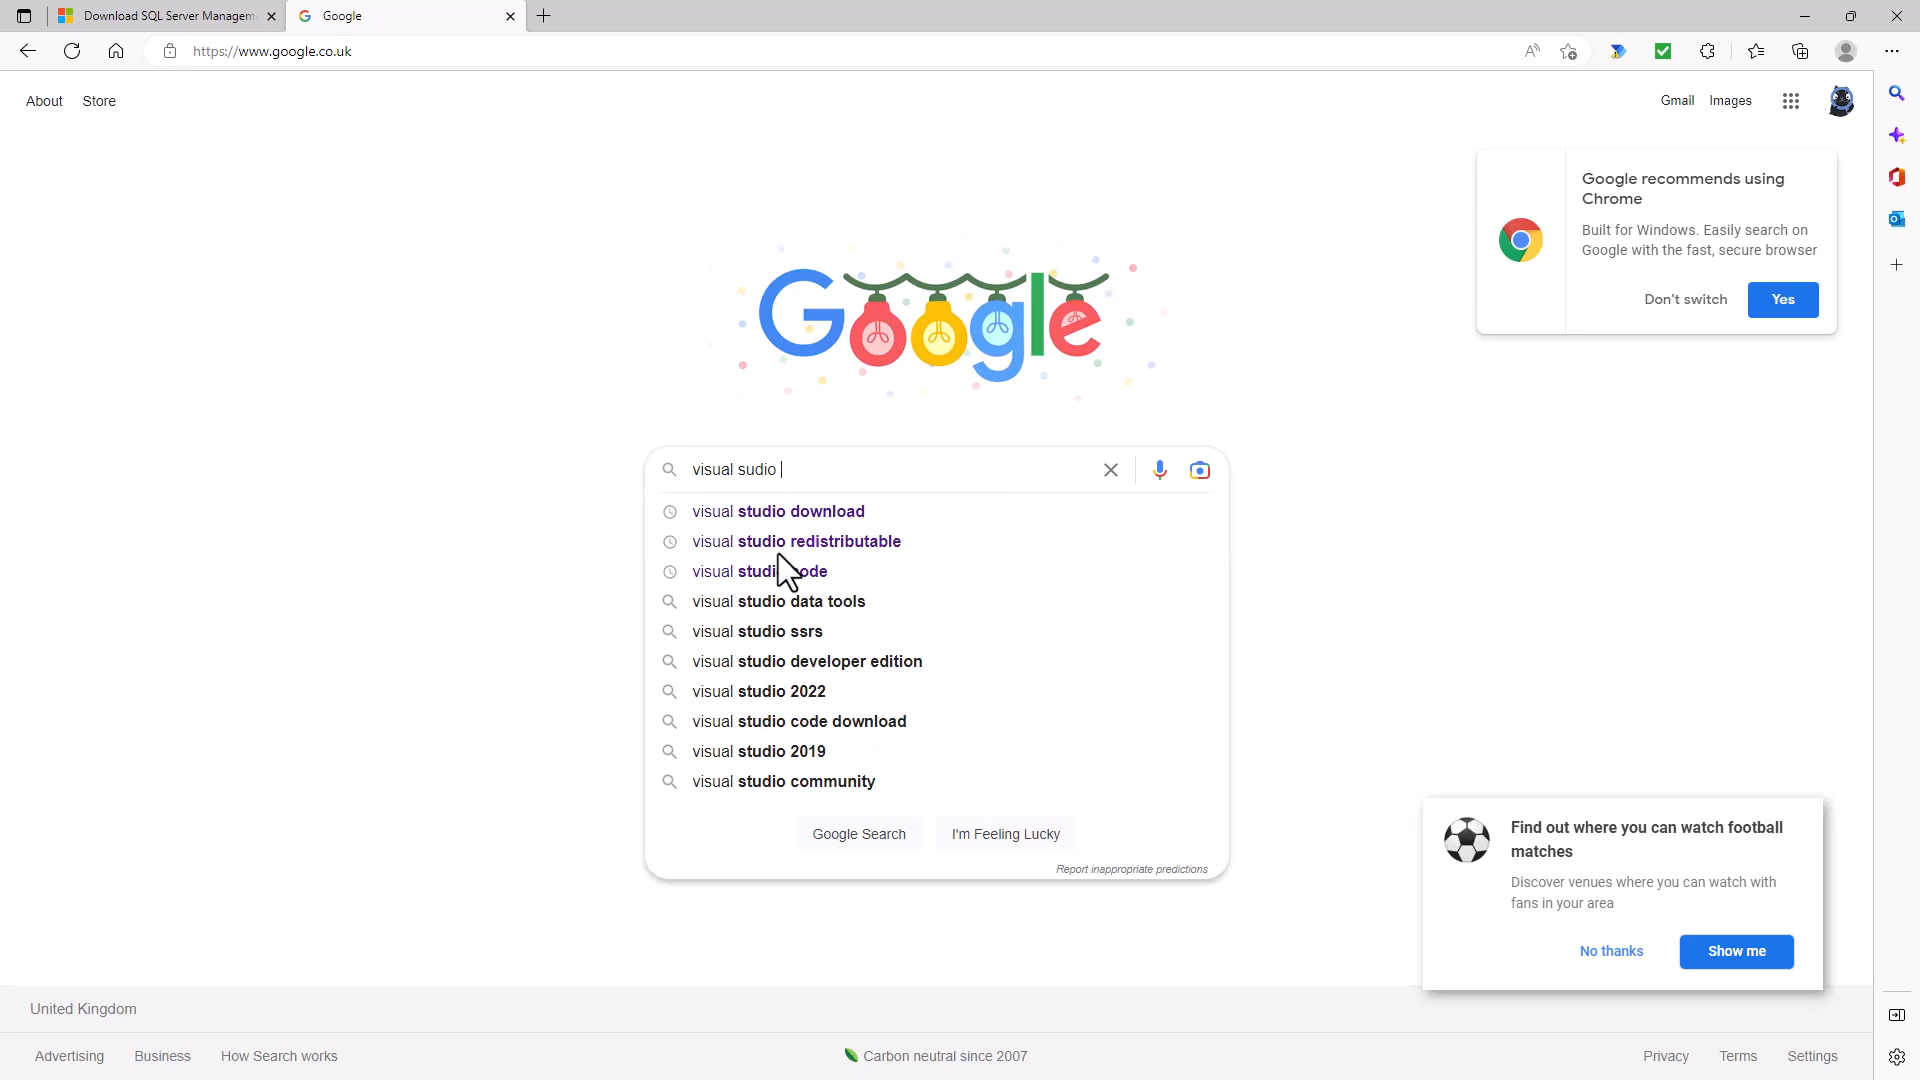 Download SQL Server Managem
Google
https://www.google.co.uk
About Store
Gmail Images
Google recommends using
Chrome
Built for Windows. Easily search on
Google with the fast, secure browser
Don't switch Yes
Google
visual sudio
visual studio download
visual studio redistributable
visual studio code
visual studio data tools
visual studio ssrs
visual studio developer edition
visual studio 2022
visual studio code download
visual studio 2019
visual studio community
Google Search I'm Feeling Lucky
Report inappropriate predictions
Find out where you can watch football
matches
Discover venues where you can watch with
fans in your area
No thanks Show me
United Kingdom
Advertising Business How Search works Carbon neutral since 2007 Privacy Terms Settings